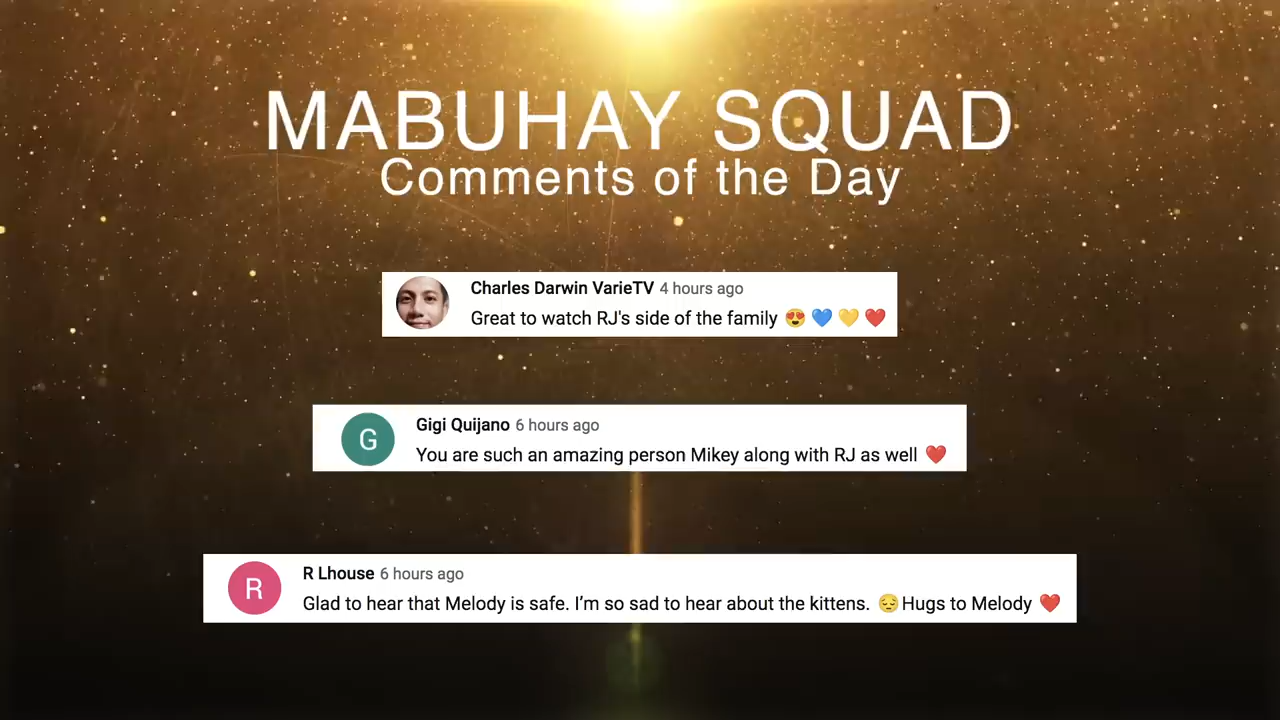 MABUHAY SQUAD
Comments of the Day
Charles Darwin VarieTV 4 hours ago
Great to watch RJ's side of the family 😍 💙 💛 ❤️
G
Gigi Quijano 6 hours ago
You are such an amazing person Mikey along with RJ as well ❤️
R
R Lhouse 6 hours ago
Glad to hear that Melody is safe. I’m so sad to hear about the kittens. 😔Hugs to Melody ❤️